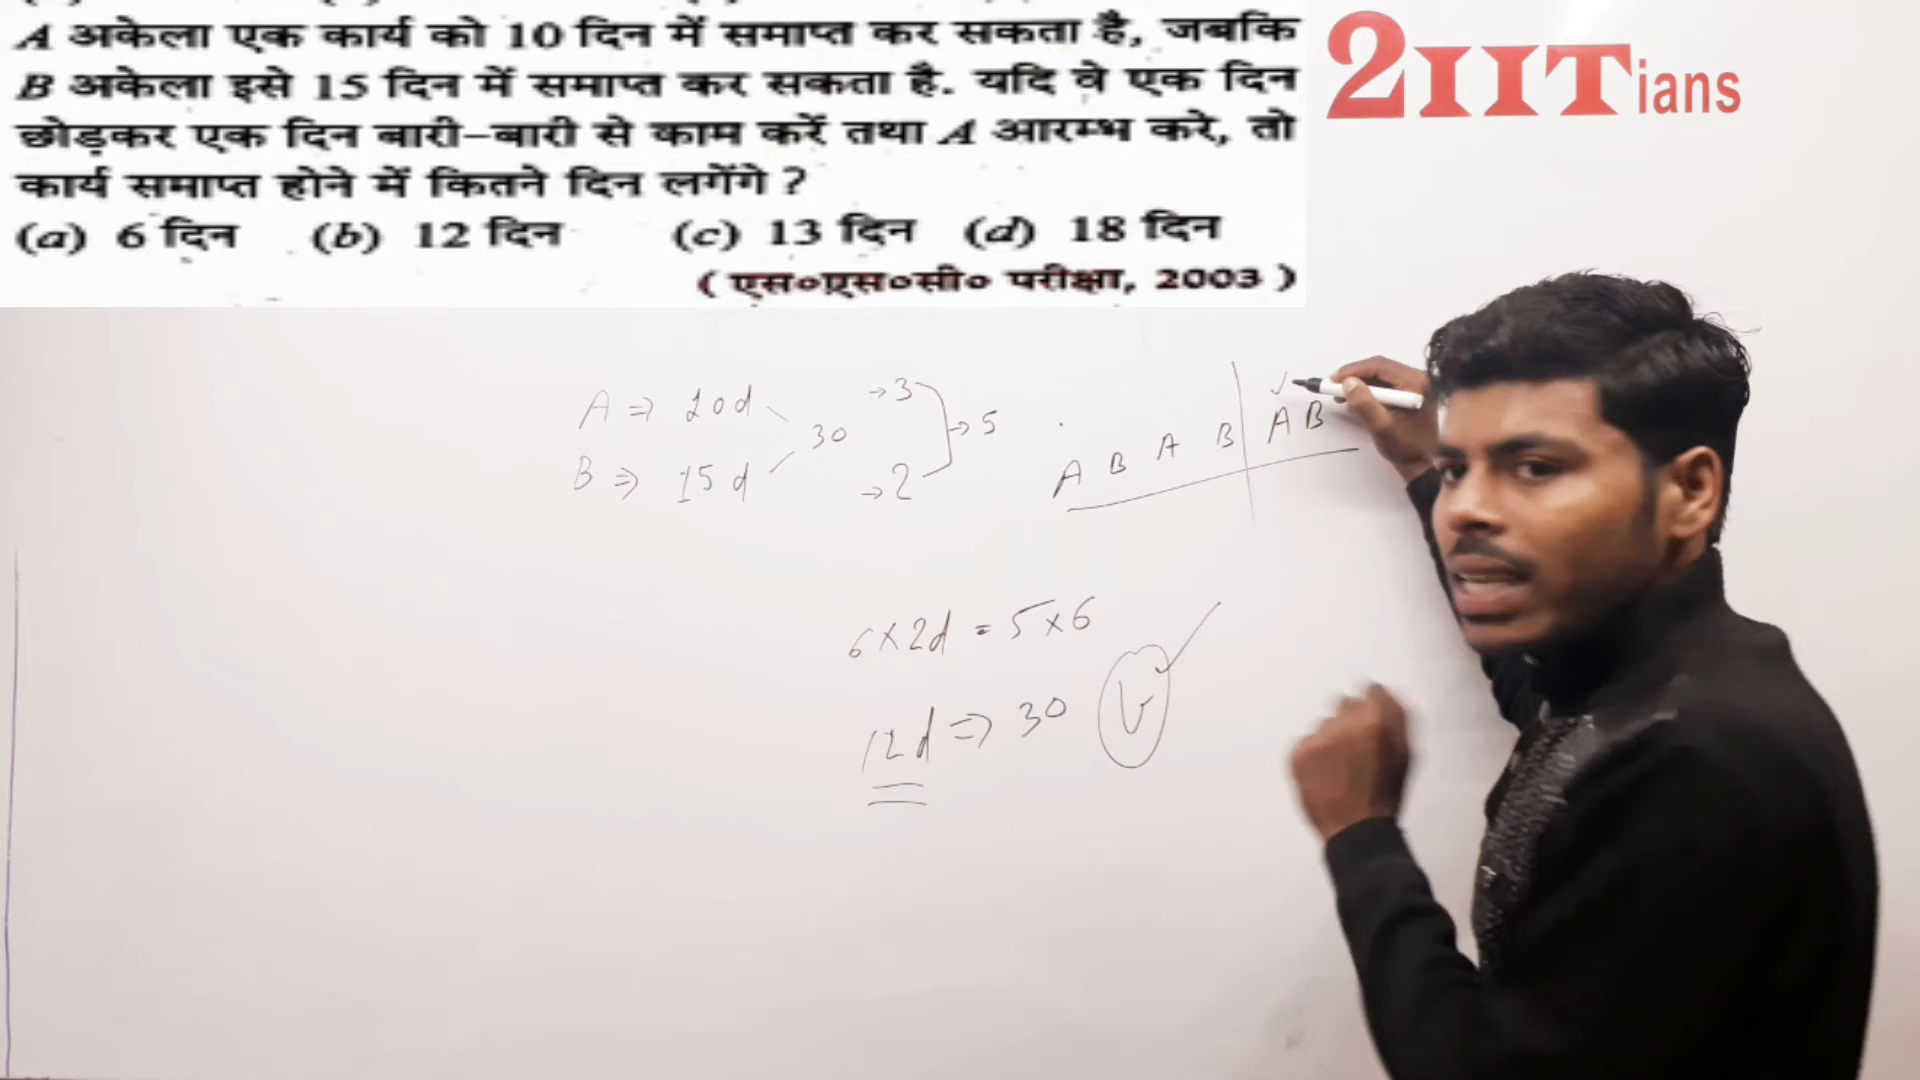 A अकेला एक कार्य को 10 दिन में समाप्त कर सकता है, जबकि
B अकेला इसे 15 दिन में समाप्त कर सकता है. यदि वे एक दिन
छोड़कर एक दिन बारी-बारी से काम करें तथा A आरम्भ करे, तो
कार्य समाप्त होने में कितने दिन लगेंगे ?
(a) 6 दिन (b) 12 दिन (c) 13 दिन (d) 18 दिन
( एस०एस०सी० परीक्षा, 2003 )
2IITians
A ⇒ 10d → 3
30 → 5
B ⇒ 15d → 2
A B A B A B
6×2d = 5×6
12d ⇒ 30